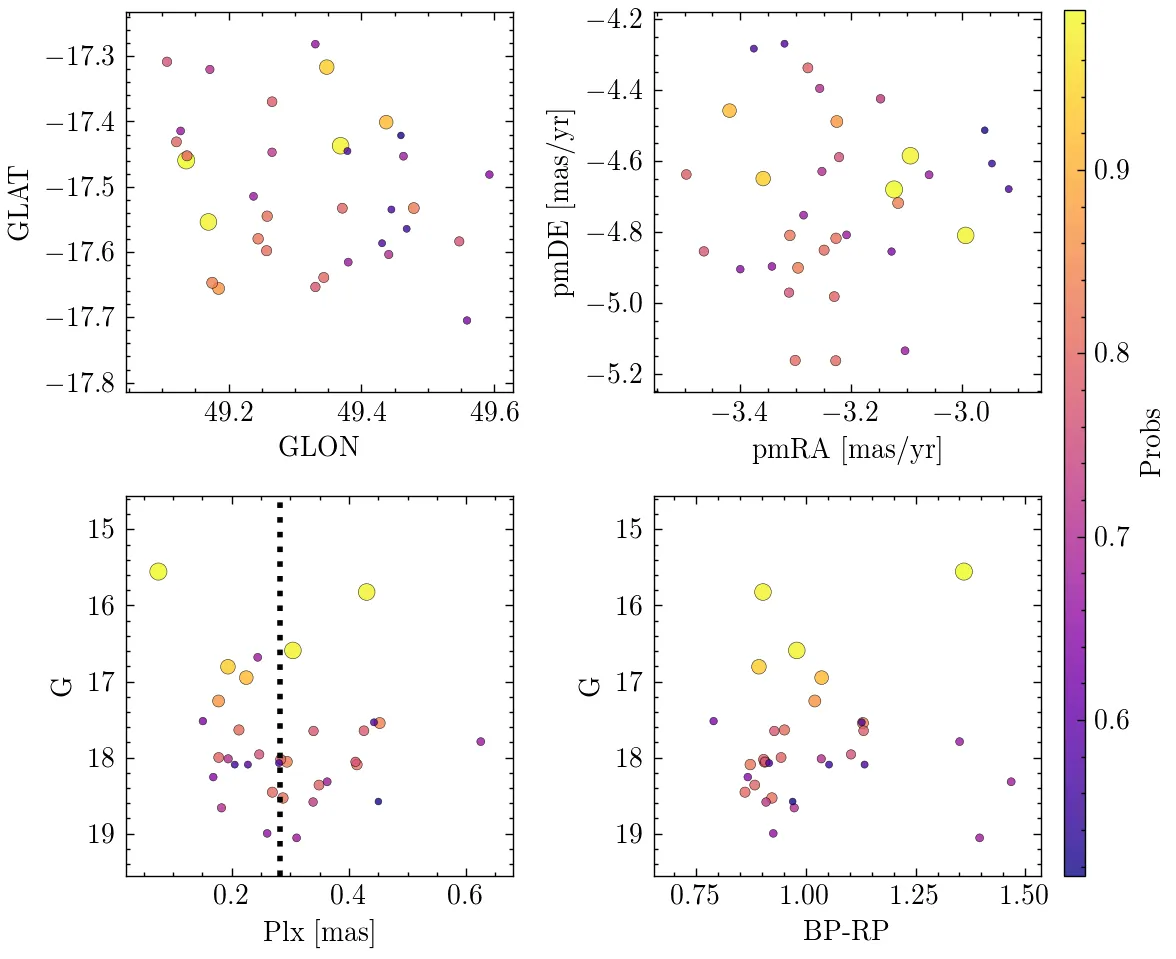 −17.3
−17.4
−17.5
−17.6
−17.7
−17.8
GLAT
49.2 49.4 49.6
GLON
−4.2
−4.4
−4.6
−4.8
−5.0
−5.2
pmDE [mas/yr]
−3.4 −3.2 −3.0
pmRA [mas/yr]
15
16
17
18
19
G
0.2 0.4 0.6
Plx [mas]
15
16
17
18
19
G
0.75 1.00 1.25 1.50
BP-RP
0.9
0.8
0.7
0.6
Probs